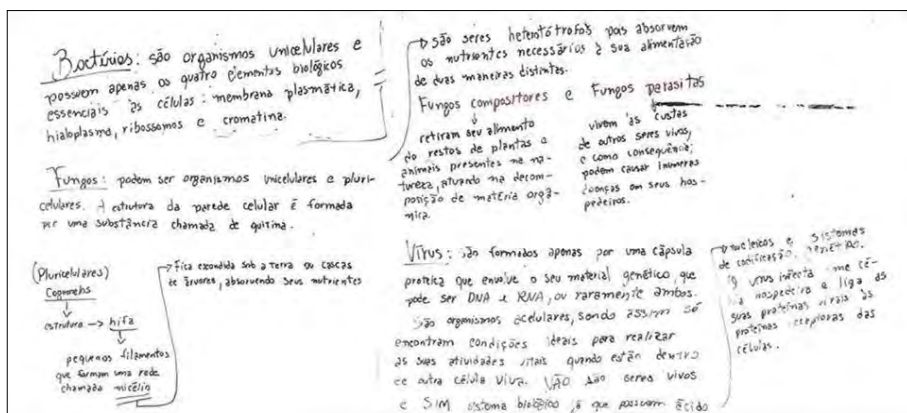 Bactérias: são organismos unicelulares e
possuem apenas os quatro elementos biológicos
essenciais às células: membrana plasmática,
hialoplasma, ribossomos e cromatina.
Fungos: podem ser organismos unicelulares e pluri-
celulares. A estrutura da parede celular é formada
por uma substância chamada de quitina.
(Pluricelulares)
estrutura → hifa
pequenos filamentos
que formam uma rede
chamada micélio
Fica escondida sob a terra ou cascas
de árvores, absorvendo seus nutrientes
são seres heterótrofos pois absorvem
os nutrientes necessários à sua alimentação
de duas maneiras distintas.
Fungos compositores e Fungos parasitas
retiram seu alimento
do restos de plantas e
animais presentes na na-
tureza, atuando na decom-
posição de matéria orgâ-
nica.
vivem às custas
de outros seres vivos,
e como consequência,
podem causar inúmeras
doenças em seus hos-
pedeiros.
Vírus: são formados apenas por uma cápsula
proteica que envolve o seu material genético, que
pode ser DNA e RNA, ou raramente ambos.
São organismos acelulares, sendo assim só
encontram condições ideais para realizar
as suas atividades vitais quando estão dentro
de outra célula viva. NÃO são seres vivos
e SIM sistema biológico já que possuem ácido
nucleicos e sistemas
de codificação genético.
O vírus infecta uma cé-
lula hospedeira e liga as
suas proteínas virais às
proteínas receptoras das
células.